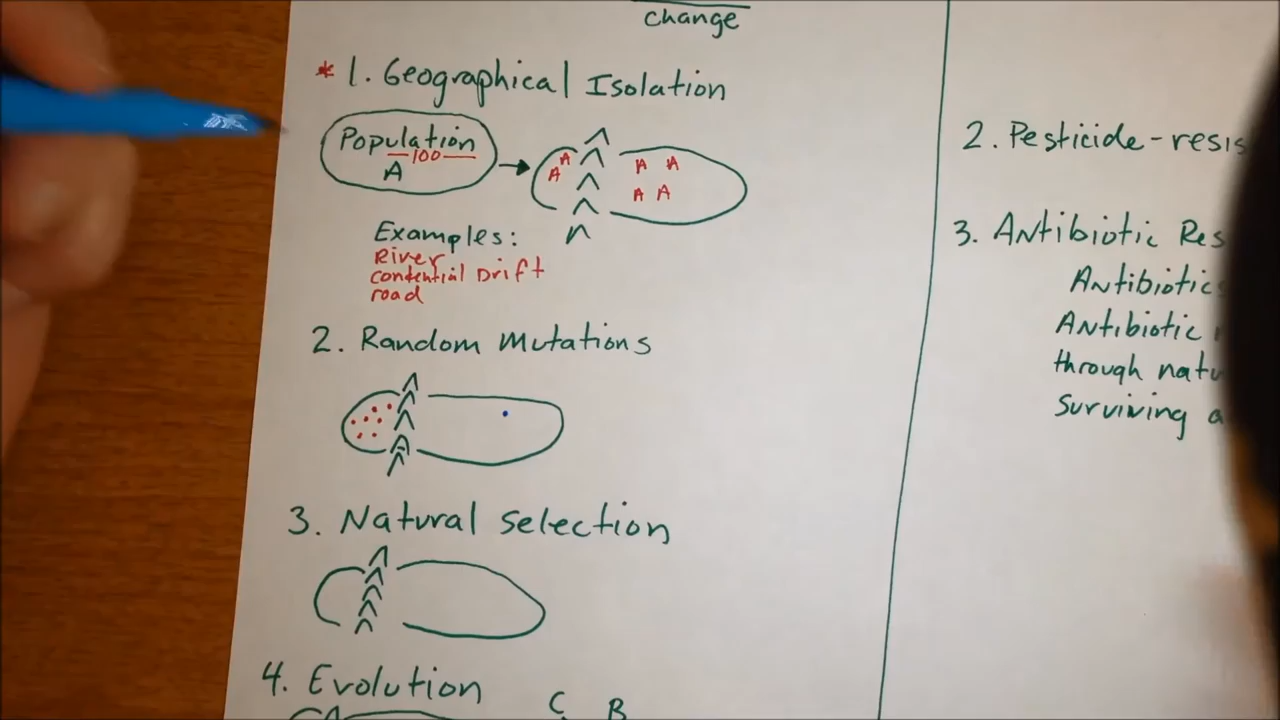 change
* 1. Geographical Isolation
Population
100
A
A
A
A A
A A
Examples:
River
contential Drift
road
2. Random Mutations
3. Natural Selection
4. Evolution
C B
2. Pesticide-resis
3. Antibiotic Res
Antibiotic
Antibiotic
through natu
Surviving a